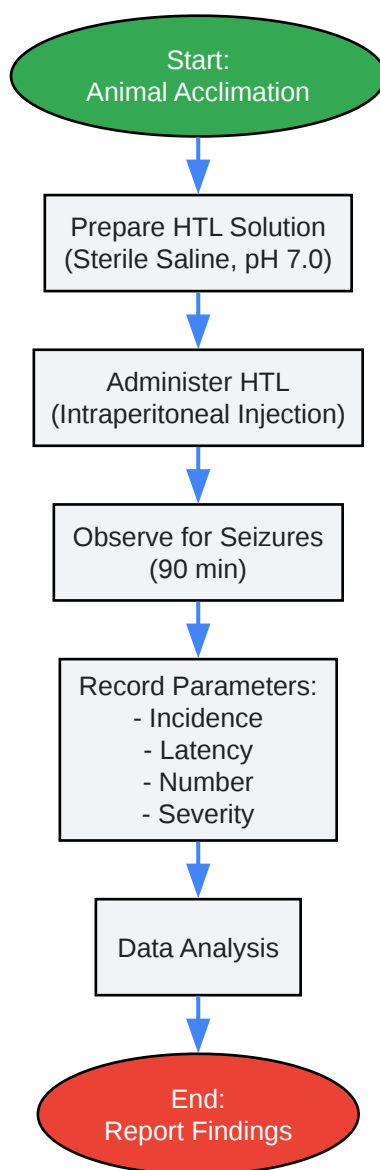 Start:
Animal Acclimation
Prepare HTL Solution
(Sterile Saline, pH 7.0)
Administer HTL
(Intraperitoneal Injection)
Observe for Seizures
(90 min)
Record Parameters:
- Incidence
- Latency
- Number
- Severity
Data Analysis
End:
Report Findings